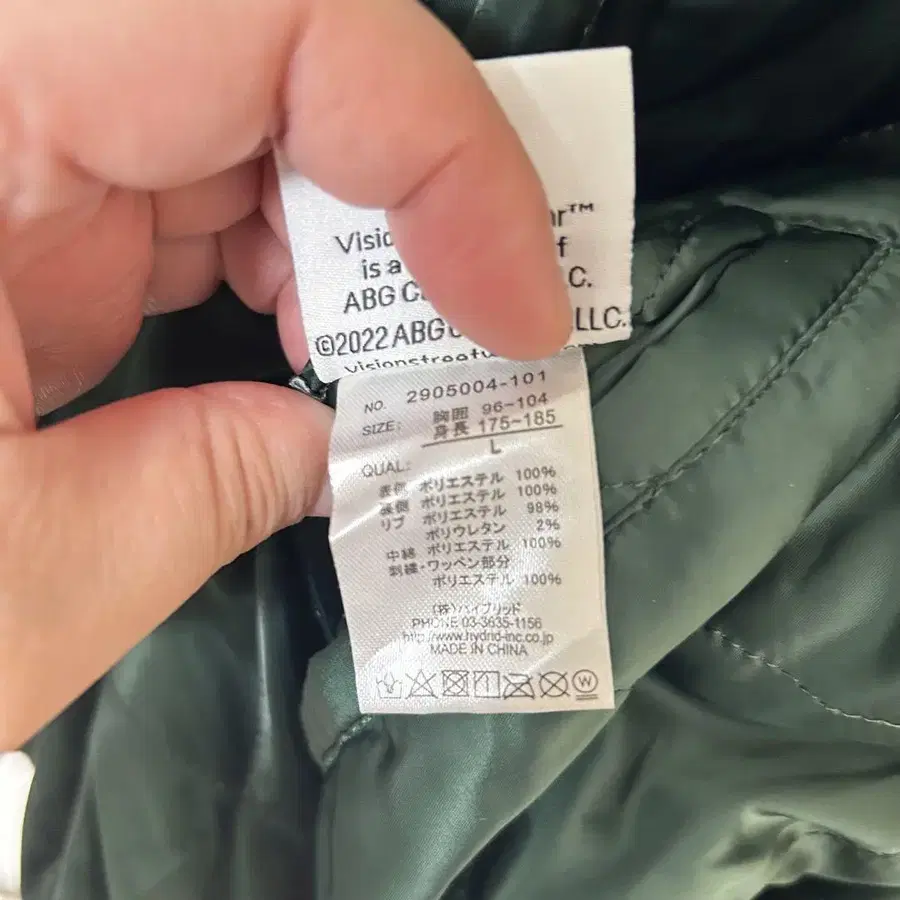 r™
Visi f
is a
ABG C LLC.
©2022 ABG LLC.
visionstreetw
NO. 2905004-101
SIZE: 胸囲 96-104
身長 175~185
L
QUAL:
表側 ポリエステル 100%
裏側 ポリエステル 100%
リブ ポリエステル 98%
ポリウレタン 2%
中綿 ポリエステル 100%
刺繍・ワッペン部分
ポリエステル 100%
(株)ハイブリッド
PHONE 03-3635-1156
http://www.hydrid-inc.co.jp
MADE IN CHINA
W